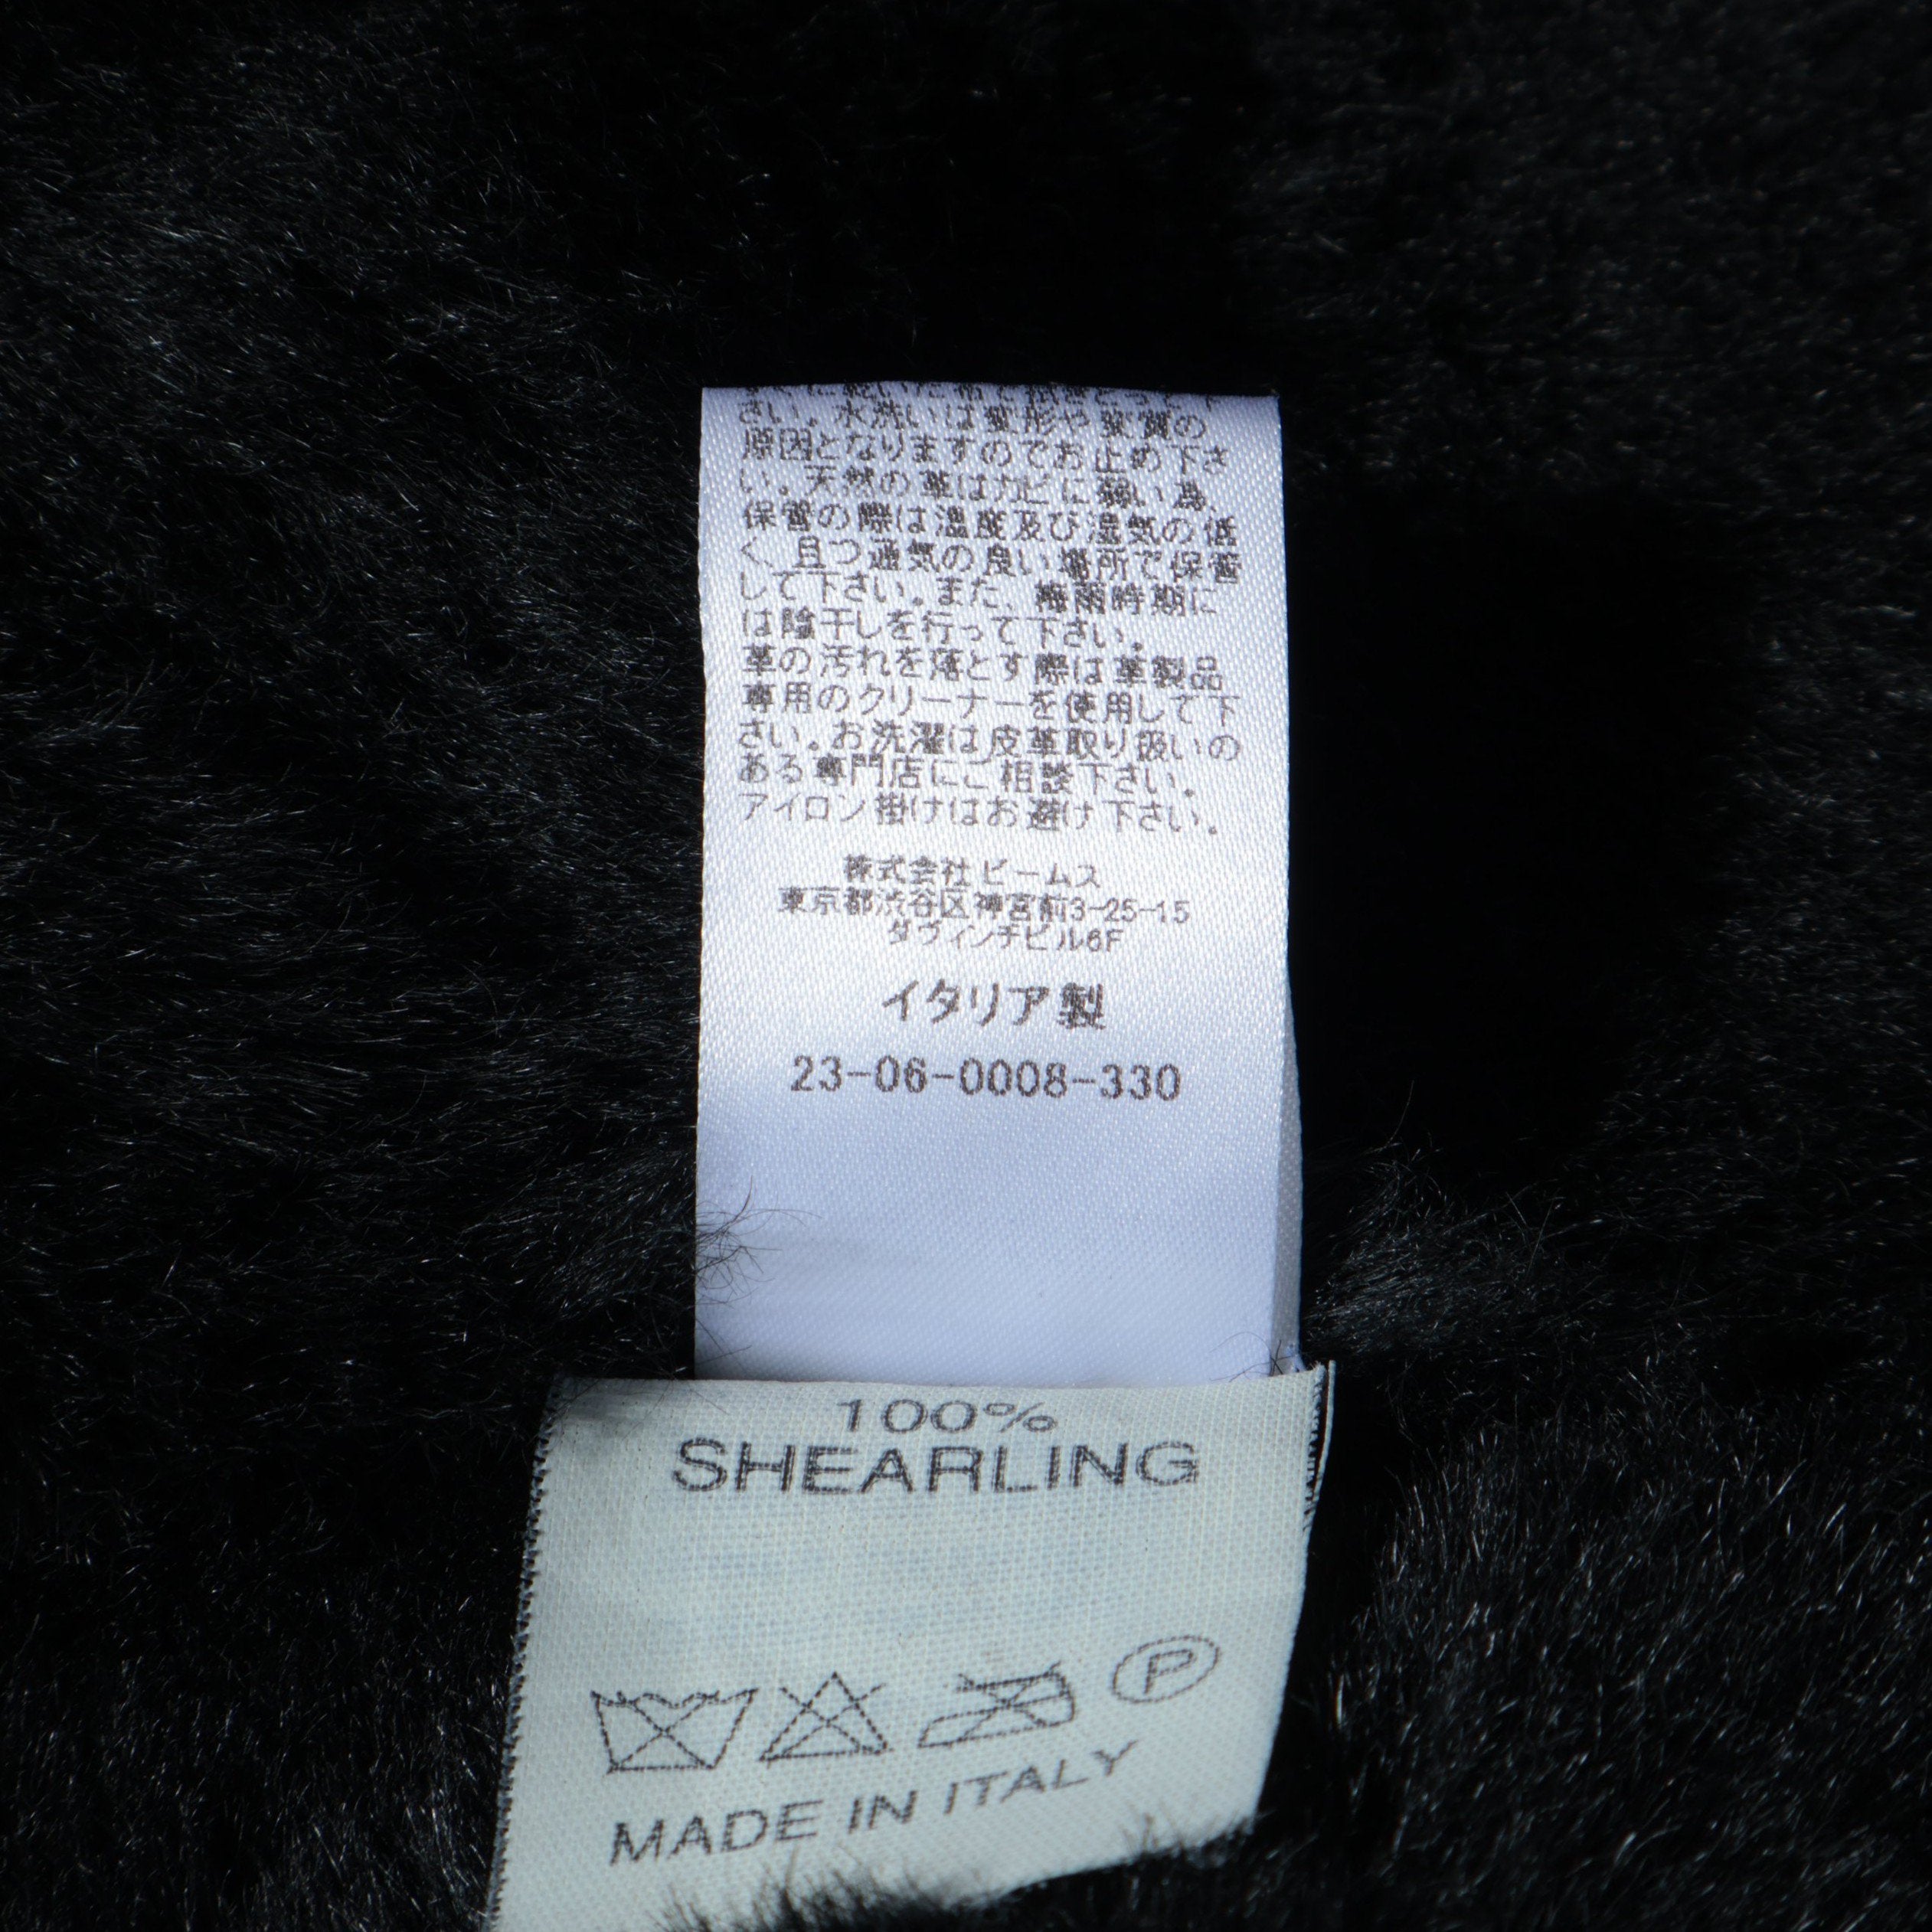 さい。水洗いは変形や変質の
原因となりますのでお止め下さ
い。天然の革はカビに弱い為、
保管の際は温度及び湿気の低
く、且つ通気の良い場所で保管
して下さい。また、梅雨時期に
は陰干しを行って下さい。
革の汚れを落とす際は革製品
専用のクリーナーを使用して下
さい。お洗濯は皮革取り扱いの
ある専門店にご相談下さい。
アイロン掛けはお避け下さい。
株式会社ビームス
東京都渋谷区神宮前3-25-15
ダヴィンチビル6F
イタリア製
23-06-0008-330
100%
SHEARLING
P
MADE IN ITALY